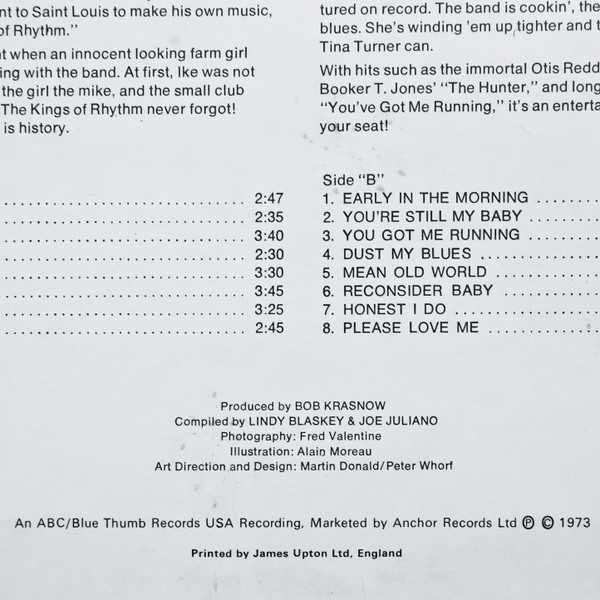 nt to Saint Louis to make his own music,
of Rhythm."
nt when an innocent looking farm girl
ing with the band. At first, Ike was not
the girl the mike, and the small club
The Kings of Rhythm never forgot!
is history.
tured on record. The band is cookin', the
blues. She's winding 'em up tighter and t
Tina Turner can.
With hits such as the immortal Otis Redd
Booker T. Jones' "The Hunter," and long
"You've Got Me Running," it's an enterta
your seat!
.................................. 2:47
.................................. 2:35
.................................. 3:40
.................................. 2:30
.................................. 3:30
.................................. 3:45
.................................. 3:25
.................................. 2:45
Side "B"
1. EARLY IN THE MORNING ........
2. YOU'RE STILL MY BABY .........
3. YOU GOT ME RUNNING .........
4. DUST MY BLUES ................
5. MEAN OLD WORLD ..............
6. RECONSIDER BABY .............
7. HONEST I DO ...................
8. PLEASE LOVE ME ...............
Produced by BOB KRASNOW
Compiled by LINDY BLASKEY & JOE JULIANO
Photography: Fred Valentine
Illustration: Alain Moreau
Art Direction and Design: Martin Donald/Peter Whorf
An ABC/Blue Thumb Records USA Recording, Marketed by Anchor Records Ltd ℗ © 1973
Printed by James Upton Ltd, England